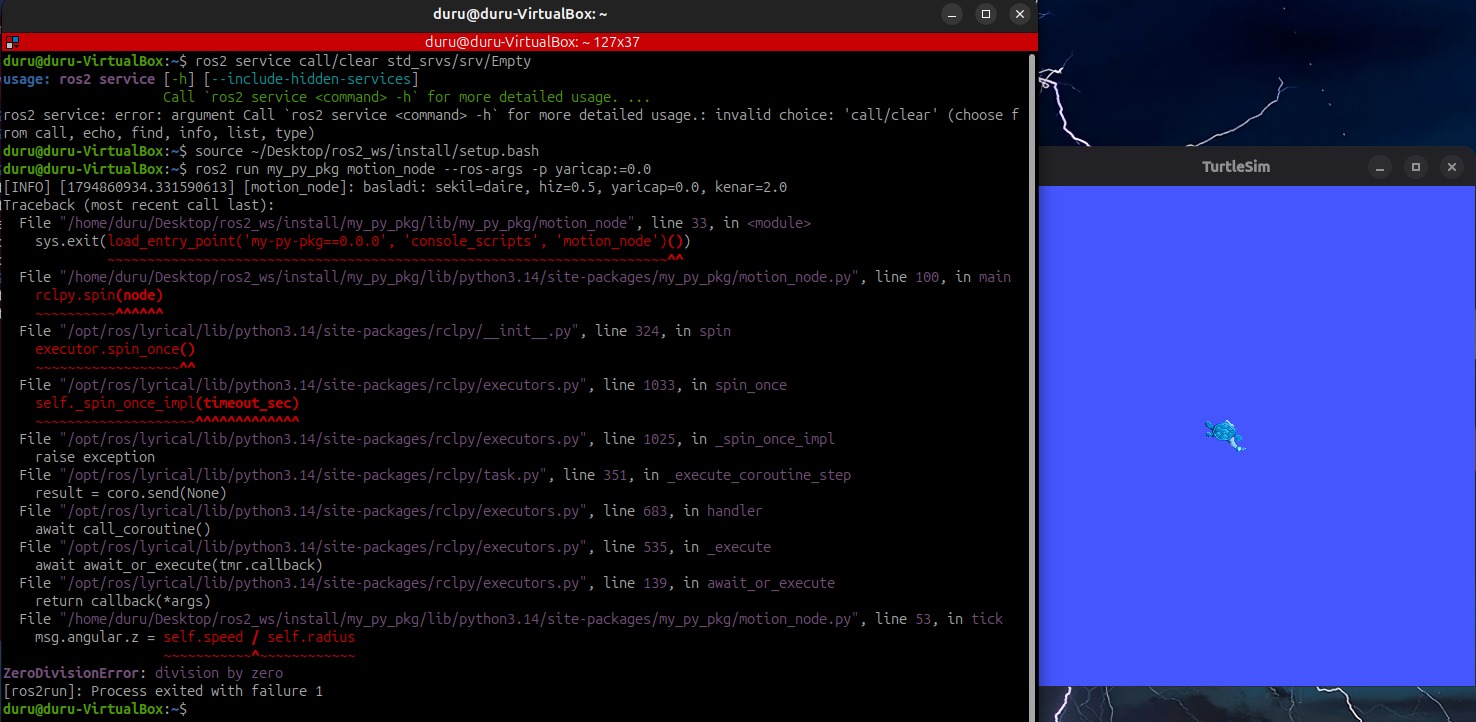 duru@duru-VirtualBox: ~
duru@duru-VirtualBox: ~ 127x37
duru@duru-VirtualBox:~$ ros2 service call/clear std_srvs/srv/Empty
usage: ros2 service [-h] [--include-hidden-services]
                    Call `ros2 service <command> -h` for more detailed usage. ...
ros2 service: error: argument Call `ros2 service <command> -h` for more detailed usage.: invalid choice: 'call/clear' (choose f
rom call, echo, find, info, list, type)
duru@duru-VirtualBox:~$ source ~/Desktop/ros2_ws/install/setup.bash
duru@duru-VirtualBox:~$ ros2 run my_py_pkg motion_node --ros-args -p yaricap:=0.0
[INFO] [1794860934.331590613] [motion_node]: basladi: sekil=daire, hiz=0.5, yaricap=0.0, kenar=2.0
Traceback (most recent call last):
  File "/home/duru/Desktop/ros2_ws/install/my_py_pkg/lib/my_py_pkg/motion_node", line 33, in <module>
    sys.exit(load_entry_point('my-py-pkg==0.0.0', 'console_scripts', 'motion_node')())
             ~~~~~~~~~~~~~~~~~~~~~~~~~~~~~~~~~~~~~~~~~~~~~~~~~~~~~~~~~~~~~~~~~~~~~~^^
  File "/home/duru/Desktop/ros2_ws/install/my_py_pkg/lib/python3.14/site-packages/my_py_pkg/motion_node.py", line 100, in main
    rclpy.spin(node)
    ~~~~~~~~~~^^^^^^
  File "/opt/ros/lyrical/lib/python3.14/site-packages/rclpy/__init__.py", line 324, in spin
    executor.spin_once()
    ~~~~~~~~~~~~~~~~~~^^
  File "/opt/ros/lyrical/lib/python3.14/site-packages/rclpy/executors.py", line 1033, in spin_once
    self._spin_once_impl(timeout_sec)
    ~~~~~~~~~~~~~~~~~~~~^^^^^^^^^^^^^
  File "/opt/ros/lyrical/lib/python3.14/site-packages/rclpy/executors.py", line 1025, in _spin_once_impl
    raise exception
  File "/opt/ros/lyrical/lib/python3.14/site-packages/rclpy/task.py", line 351, in _execute_coroutine_step
    result = coro.send(None)
  File "/opt/ros/lyrical/lib/python3.14/site-packages/rclpy/executors.py", line 683, in handler
    await call_coroutine()
  File "/opt/ros/lyrical/lib/python3.14/site-packages/rclpy/executors.py", line 535, in _execute
    await await_or_execute(tmr.callback)
  File "/opt/ros/lyrical/lib/python3.14/site-packages/rclpy/executors.py", line 139, in await_or_execute
    return callback(*args)
  File "/home/duru/Desktop/ros2_ws/install/my_py_pkg/lib/python3.14/site-packages/my_py_pkg/motion_node.py", line 53, in tick
    msg.angular.z = self.speed / self.radius
                    ~~~~~~~~~~~^~~~~~~~~~~~~
ZeroDivisionError: division by zero
[ros2run]: Process exited with failure 1
duru@duru-VirtualBox:~$
TurtleSim